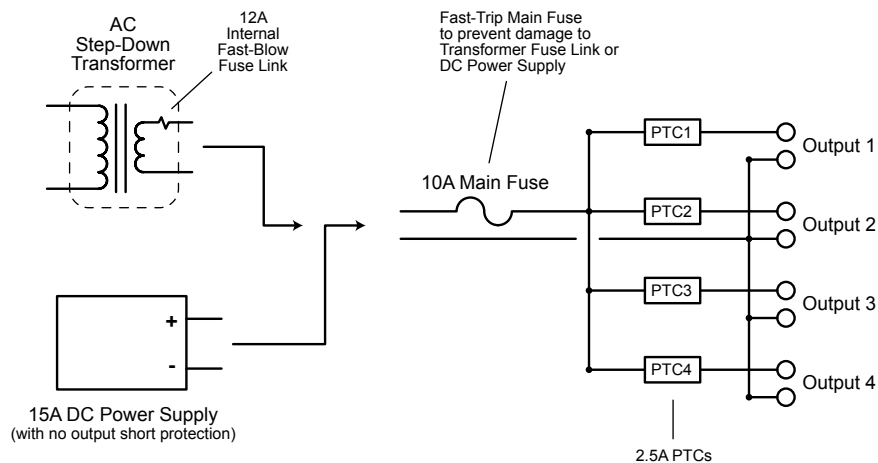 AC
Step-Down
Transformer
12A
Internal
Fast-Blow
Fuse Link
Fast-Trip Main Fuse
to prevent damage to
Transformer Fuse Link or
DC Power Supply
10A Main Fuse
PTC1
Output 1
PTC2
Output 2
PTC3
Output 3
PTC4
Output 4
+
-
15A DC Power Supply
(with no output short protection)
2.5A PTCs